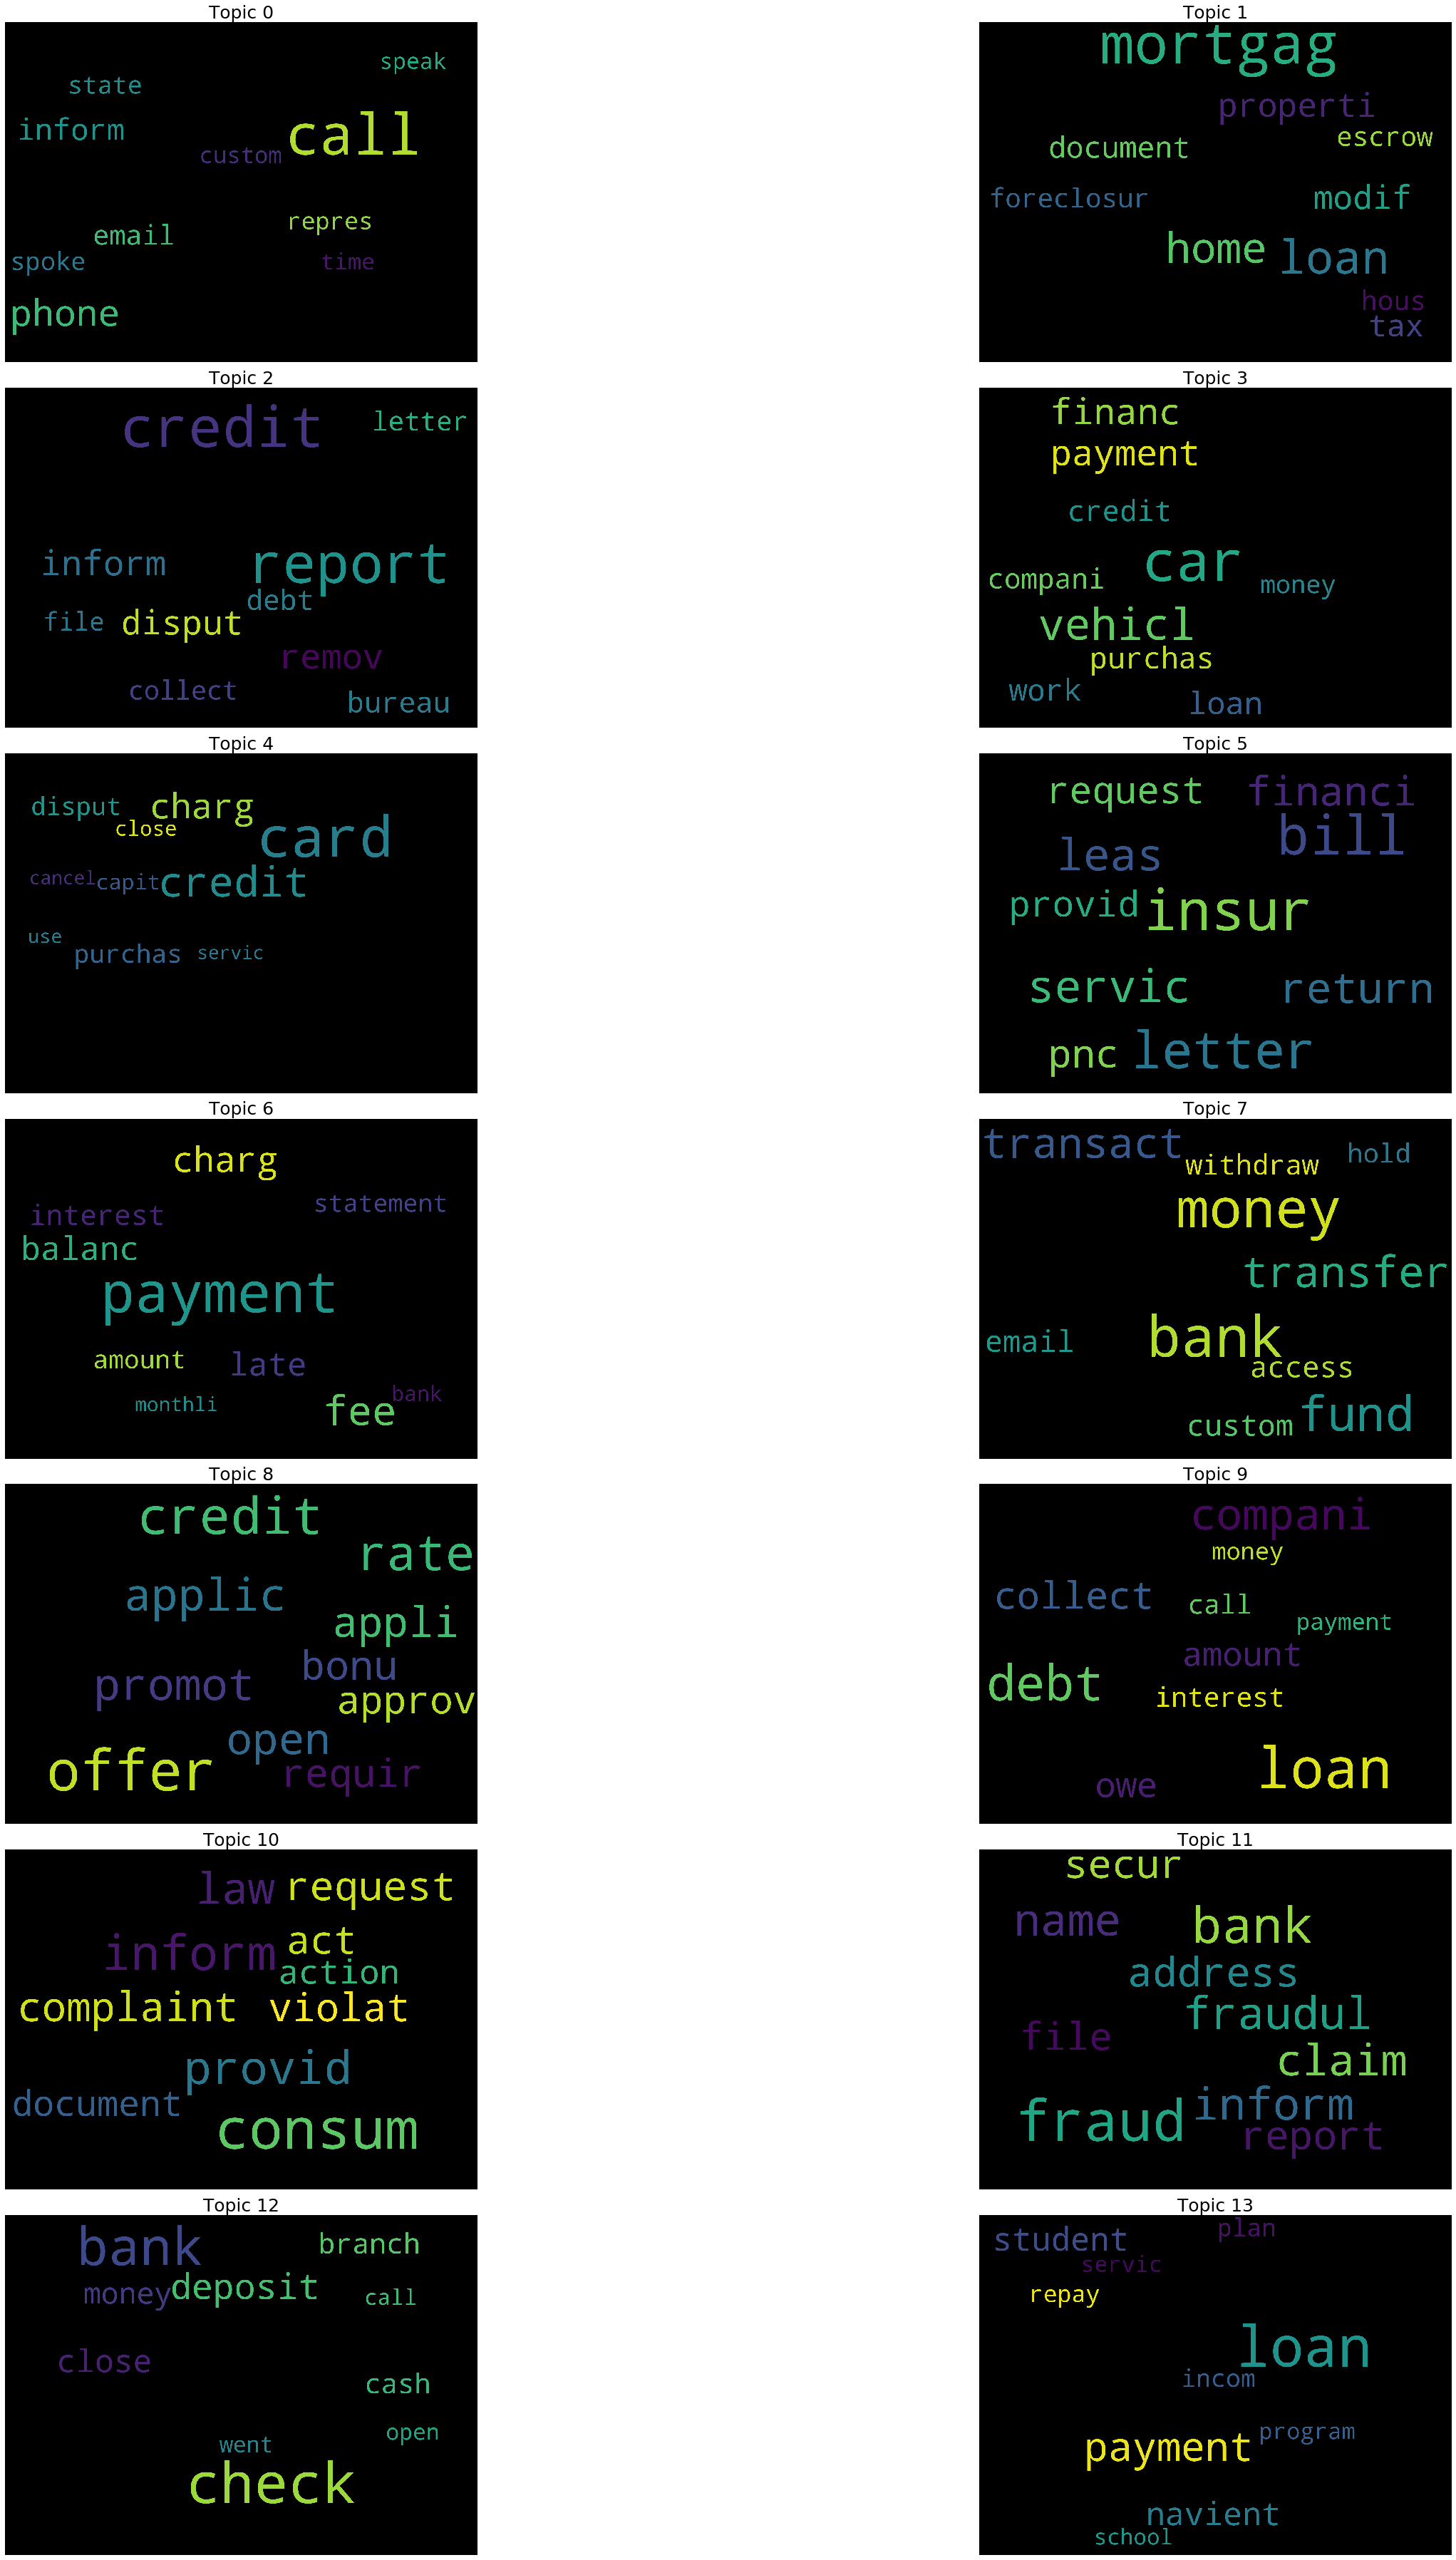 Topic 0
speak
state
call
inform
custom
repres
email
spoke
time
phone
Topic 1
mortgag
properti
escrow
document
foreclosur
modif
home
loan
hous
tax
Topic 2
credit
letter
inform
report
debt
file
disput
remov
collect
bureau
Topic 3
financ
payment
credit
car
compani
money
vehicl
purchas
work
loan
Topic 4
disput
charg
close
card
cancel
capit
credit
use
purchas
servic
Topic 5
request
financi
bill
leas
provid
insur
servic
return
pnc
letter
Topic 6
charg
statement
interest
balanc
payment
amount
late
monthli
bank
fee
Topic 7
transact
withdraw
hold
money
transfer
email
bank
access
custom
fund
Topic 8
credit
rate
applic
appli
bonu
promot
approv
open
offer
requir
Topic 9
compani
money
collect
call
payment
amount
debt
interest
loan
owe
Topic 10
law
request
inform
act
action
complaint
violat
provid
document
consum
Topic 11
secur
name
bank
address
fraudul
file
claim
fraud
inform
report
Topic 12
bank
branch
money
deposit
call
close
cash
open
went
check
Topic 13
student
plan
servic
repay
loan
incom
program
payment
navient
school